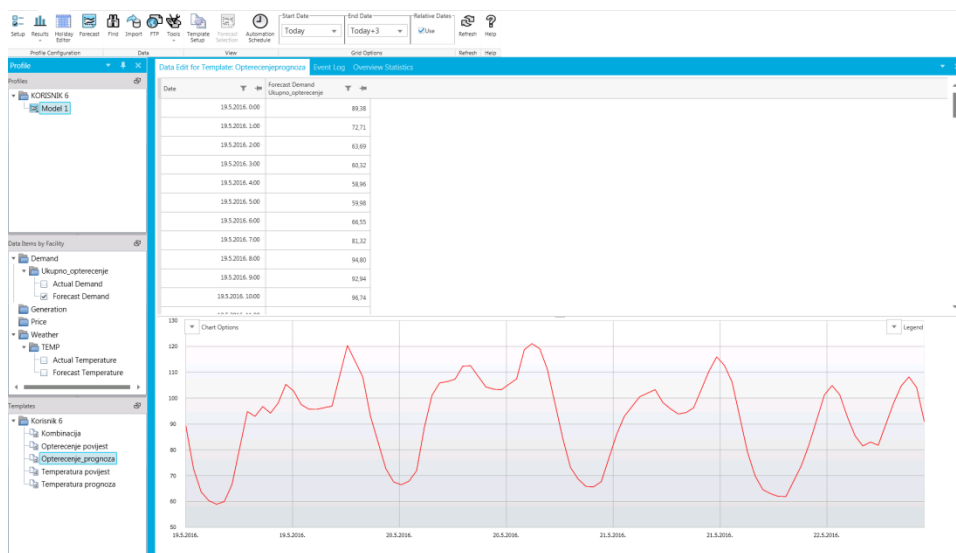 Start Date
End Date
Relative Dates
Today
Today+3
Use
Setup
Results
Holiday Editor
Forecast
Find
Import
FTP
Tools
Template Setup
Forecast Selection
Automation Schedule
Refresh
Help
Profile Configuration
Data
View
Grid Options
Refresh
Help
Profile
Profiles
KORISNIK 6
Model 1
Data Items by Facility
Demand
Ukupno_opterecenje
Actual Demand
Forecast Demand
Generation
Price
Weather
TEMP
Actual Temperature
Forecast Temperature
Templates
Korisnik 6
Kombinacija
Opterecenje povijest
Opterecenje_prognoza
Temperatura povijest
Temperatura prognoza
Data Edit for Template: Opterecenjeprognoza
Event Log
Overview Statistics
Date
Forecast Demand
Ukupno_opterecenje
19.5.2016. 0:00 89,38
19.5.2016. 1:00 72,71
19.5.2016. 2:00 63,69
19.5.2016. 3:00 60,32
19.5.2016. 4:00 58,96
19.5.2016. 5:00 59,98
19.5.2016. 6:00 66,55
19.5.2016. 7:00 81,32
19.5.2016. 8:00 94,80
19.5.2016. 9:00 92,94
19.5.2016. 10:00 96,74
Chart Options
Legend
130
120
110
100
90
80
70
60
50
19.5.2016.
19.5.2016.
20.5.2016.
20.5.2016.
21.5.2016.
21.5.2016.
22.5.2016.